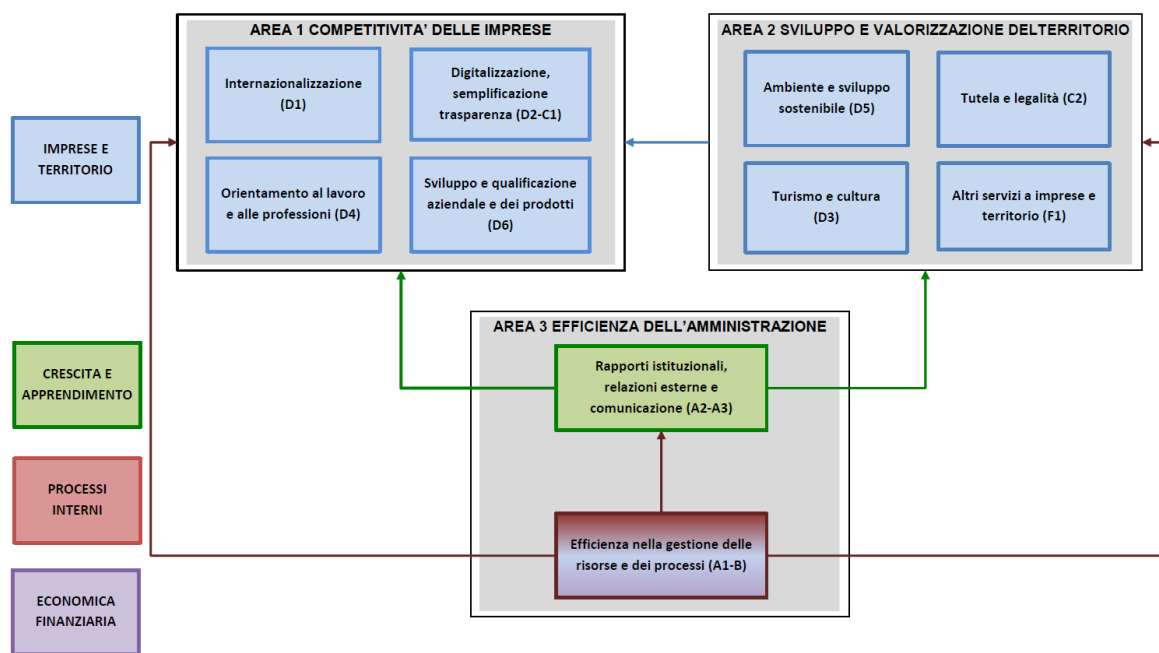 AREA 1 COMPETITIVITA' DELLE IMPRESE
Internazionalizzazione
(D1)
Digitalizzazione,
semplificazione
trasparenza (D2-C1)
Orientamento al lavoro
e alle professioni (D4)
Sviluppo e qualificazione
aziendale e dei prodotti
(D6)
AREA 2 SVILUPPO E VALORIZZAZIONE DELTERRITORIO
Ambiente e sviluppo
sostenibile (D5)
Tutela e legalità (C2)
Turismo e cultura
(D3)
Altri servizi a imprese e
territorio (F1)
IMPRESE E
TERRITORIO
AREA 3 EFFICIENZA DELL'AMMINISTRAZIONE
Rapporti istituzionali,
relazioni esterne e
comunicazione (A2-A3)
CRESCITA E
APPRENDIMENTO
PROCESSI
INTERNI
Efficienza nella gestione delle
risorse e dei processi (A1-B)
ECONOMICA
FINANZIARIA